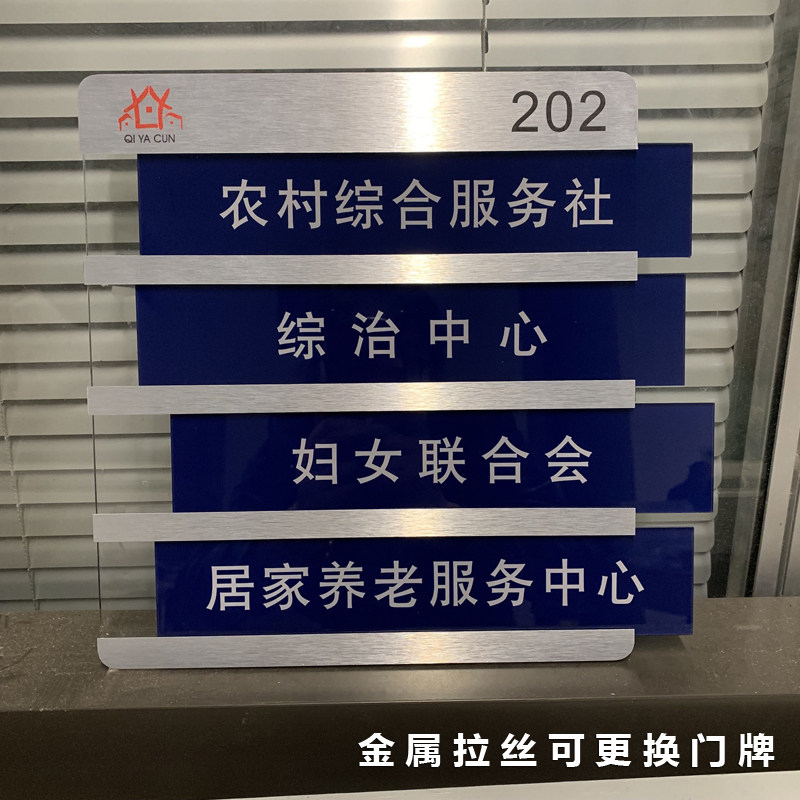 QI YA CUN
202
农村综合服务社
综治中心
妇女联合会
居家养老服务中心
金属拉丝可更换门牌